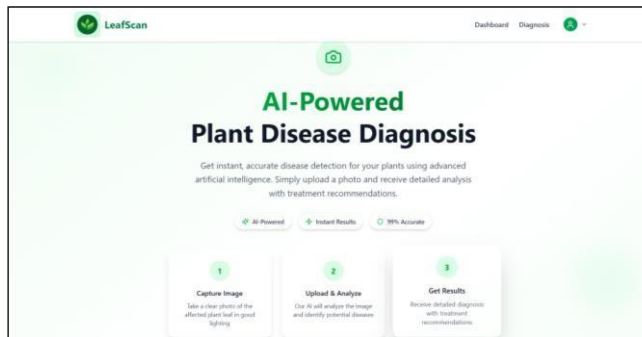 LeafScan
Dashboard
Diagnosis
AI-Powered
Plant Disease Diagnosis
Get instant, accurate disease detection for your plants using advanced
artificial intelligence. Simply upload a photo and receive detailed analysis
with treatment recommendations.
AI-Powered
Instant Results
99% Accurate
1
Capture Image
Take a clear photo of the
affected plant leaf in good
lighting
2
Upload & Analyze
Our AI will analyze the image
and identify potential diseases
3
Get Results
Receive detailed diagnosis
with treatment
recommendations